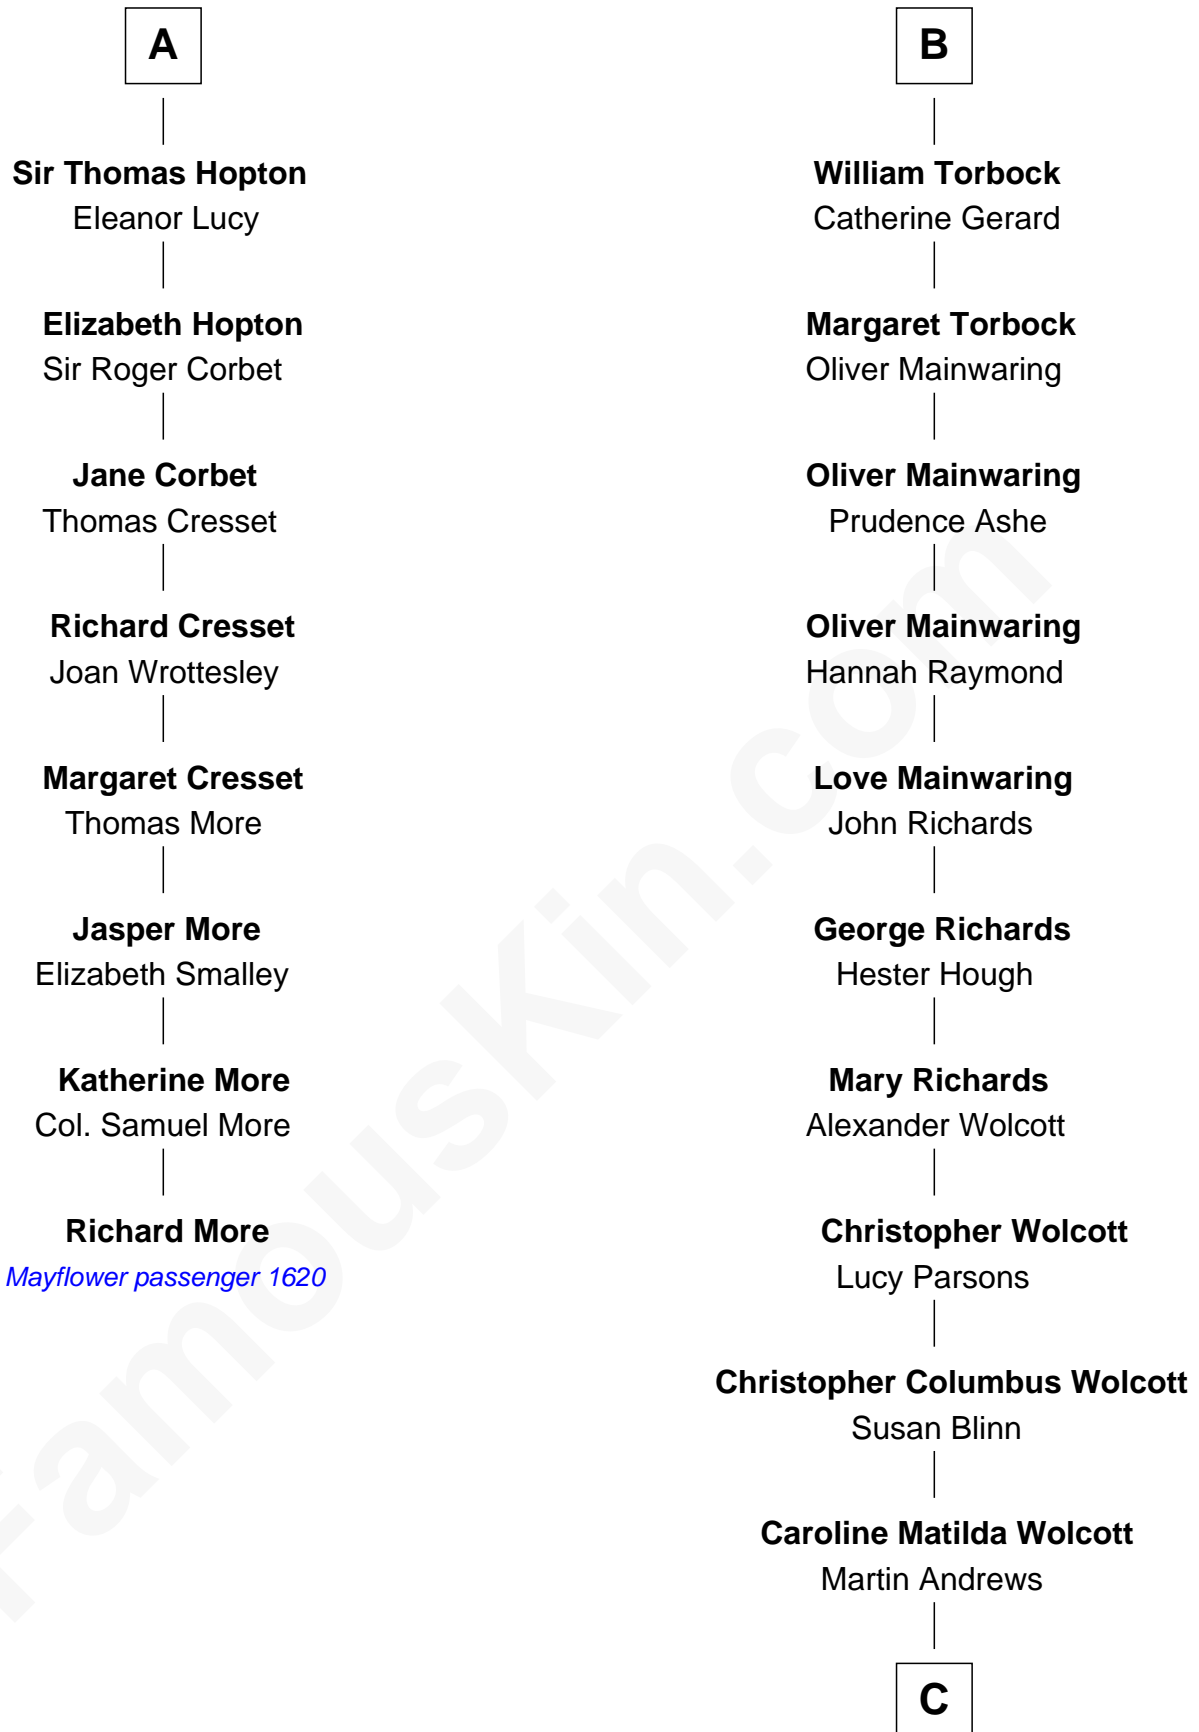 A
Sir Thomas Hopton
Eleanor Lucy
Elizabeth Hopton
Sir Roger Corbet
Jane Corbet
Thomas Cresset
Richard Cresset
Joan Wrottesley
Margaret Cresset
Thomas More
Jasper More
Elizabeth Smalley
Katherine More
Col. Samuel More
Richard More
Mayflower passenger 1620
B
William Torbock
Catherine Gerard
Margaret Torbock
Oliver Mainwaring
Oliver Mainwaring
Prudence Ashe
Oliver Mainwaring
Hannah Raymond
Love Mainwaring
John Richards
George Richards
Hester Hough
Mary Richards
Alexander Wolcott
Christopher Wolcott
Lucy Parsons
Christopher Columbus Wolcott
Susan Blinn
Caroline Matilda Wolcott
Martin Andrews
C
FamousKin.com